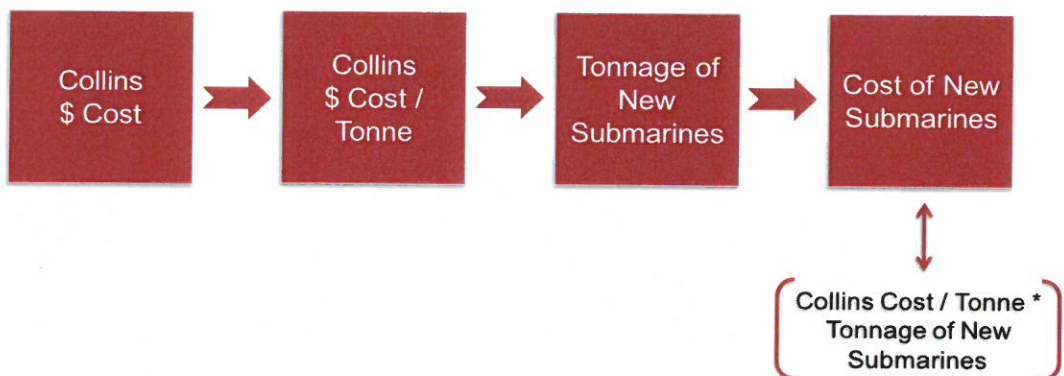 Collins
$ Cost
Collins
$ Cost /
Tonne
Tonnage of
New
Submarines
Cost of New
Submarines
Collins Cost / Tonne *
Tonnage of New
Submarines